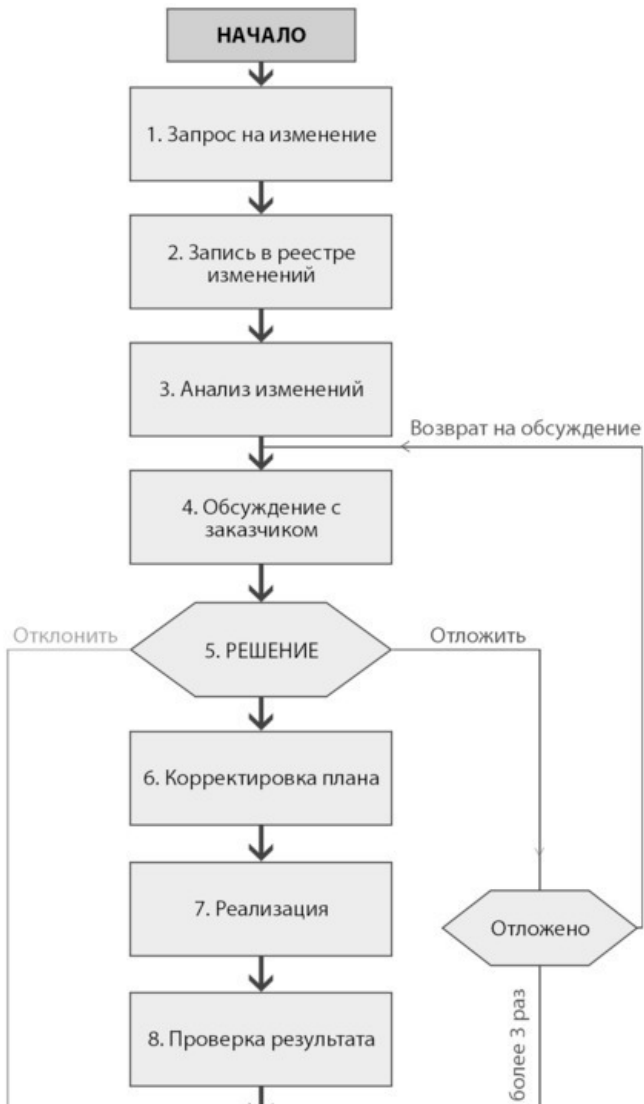 НАЧАЛО
1. Запрос на изменение
2. Запись в реестре
изменений
3. Анализ изменений
Возврат на обсуждение
4. Обсуждение с
заказчиком
Отклонить
5. РЕШЕНИЕ
Отложить
6. Корректировка плана
7. Реализация
Отложено
8. Проверка результата
более 3 раз